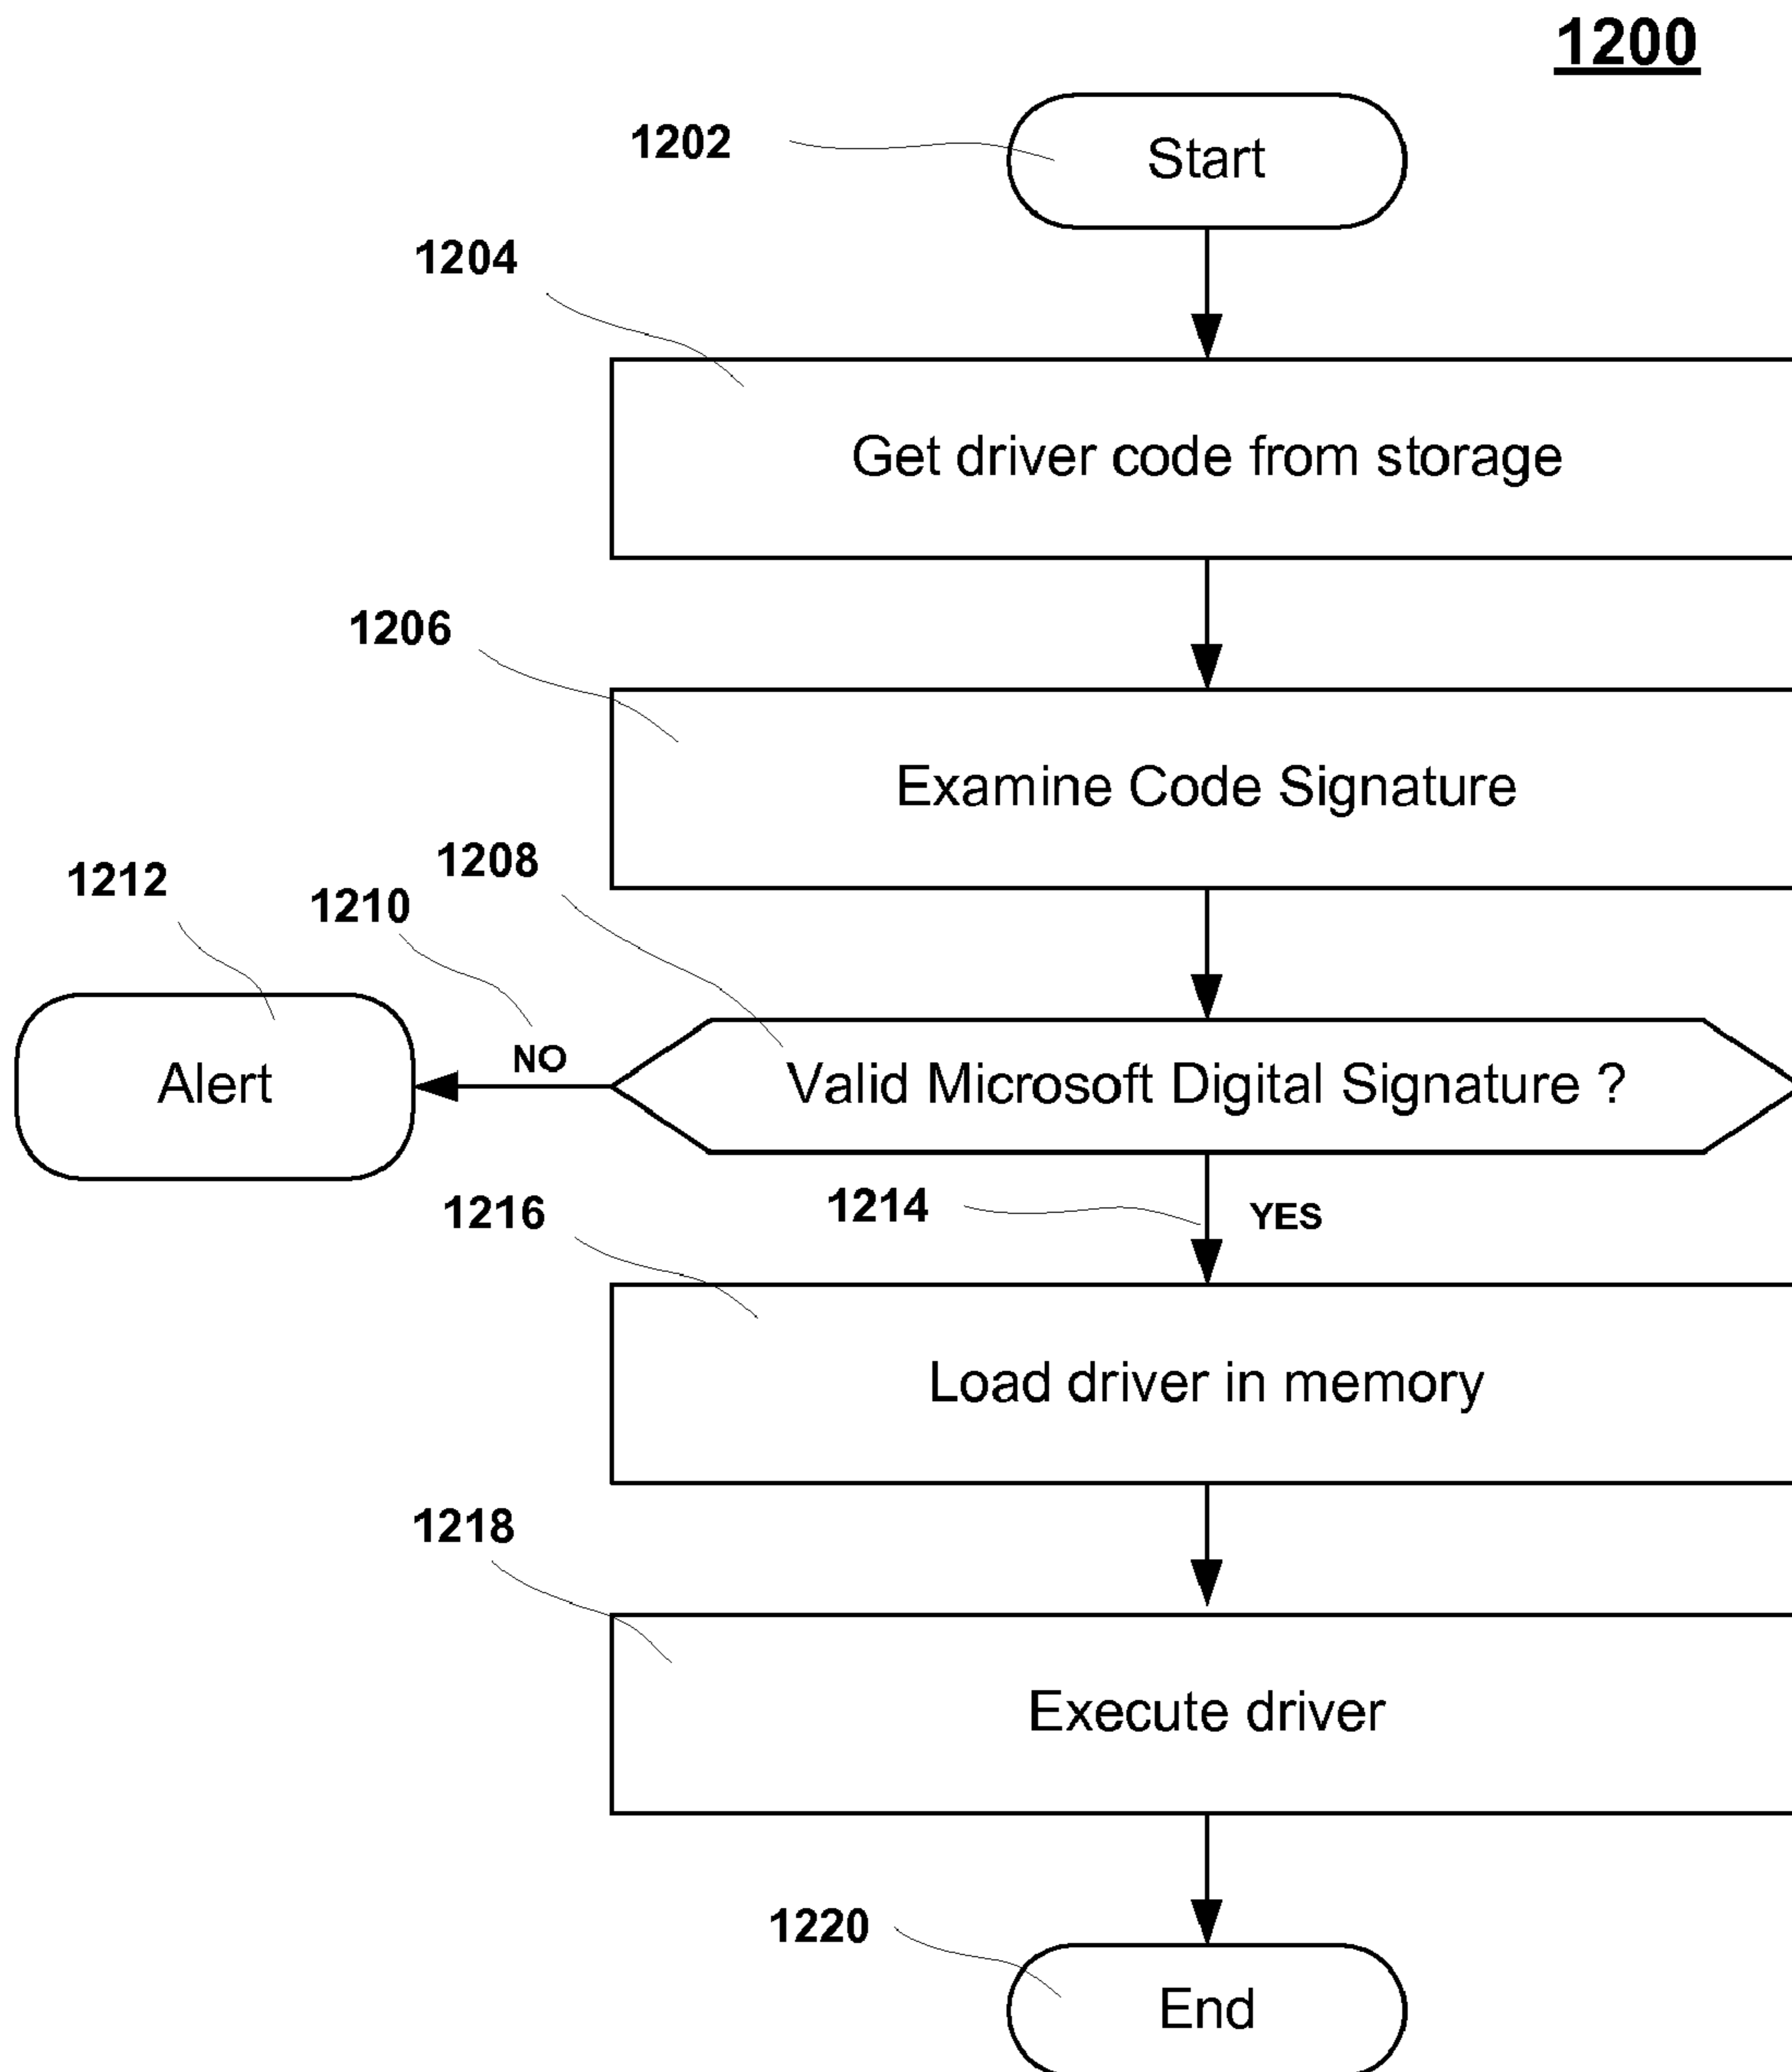 1200
1202
Start
1204
Get driver code from storage
1206
Examine Code Signature
1208
1212
1210
NO
Alert
Valid Microsoft Digital Signature ?
1216
1214
YES
Load driver in memory
1218
Execute driver
1220
End